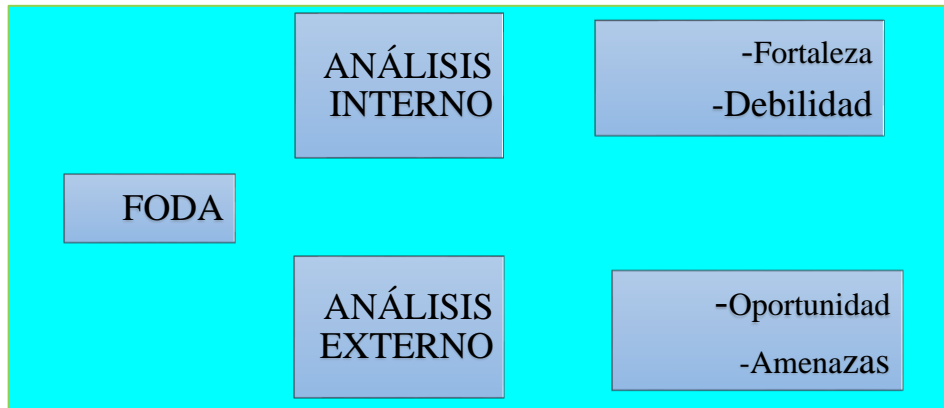 FODA
ANÁLISIS
INTERNO
-Fortaleza
-Debilidad
ANÁLISIS
EXTERNO
-Oportunidad
-Amenazas